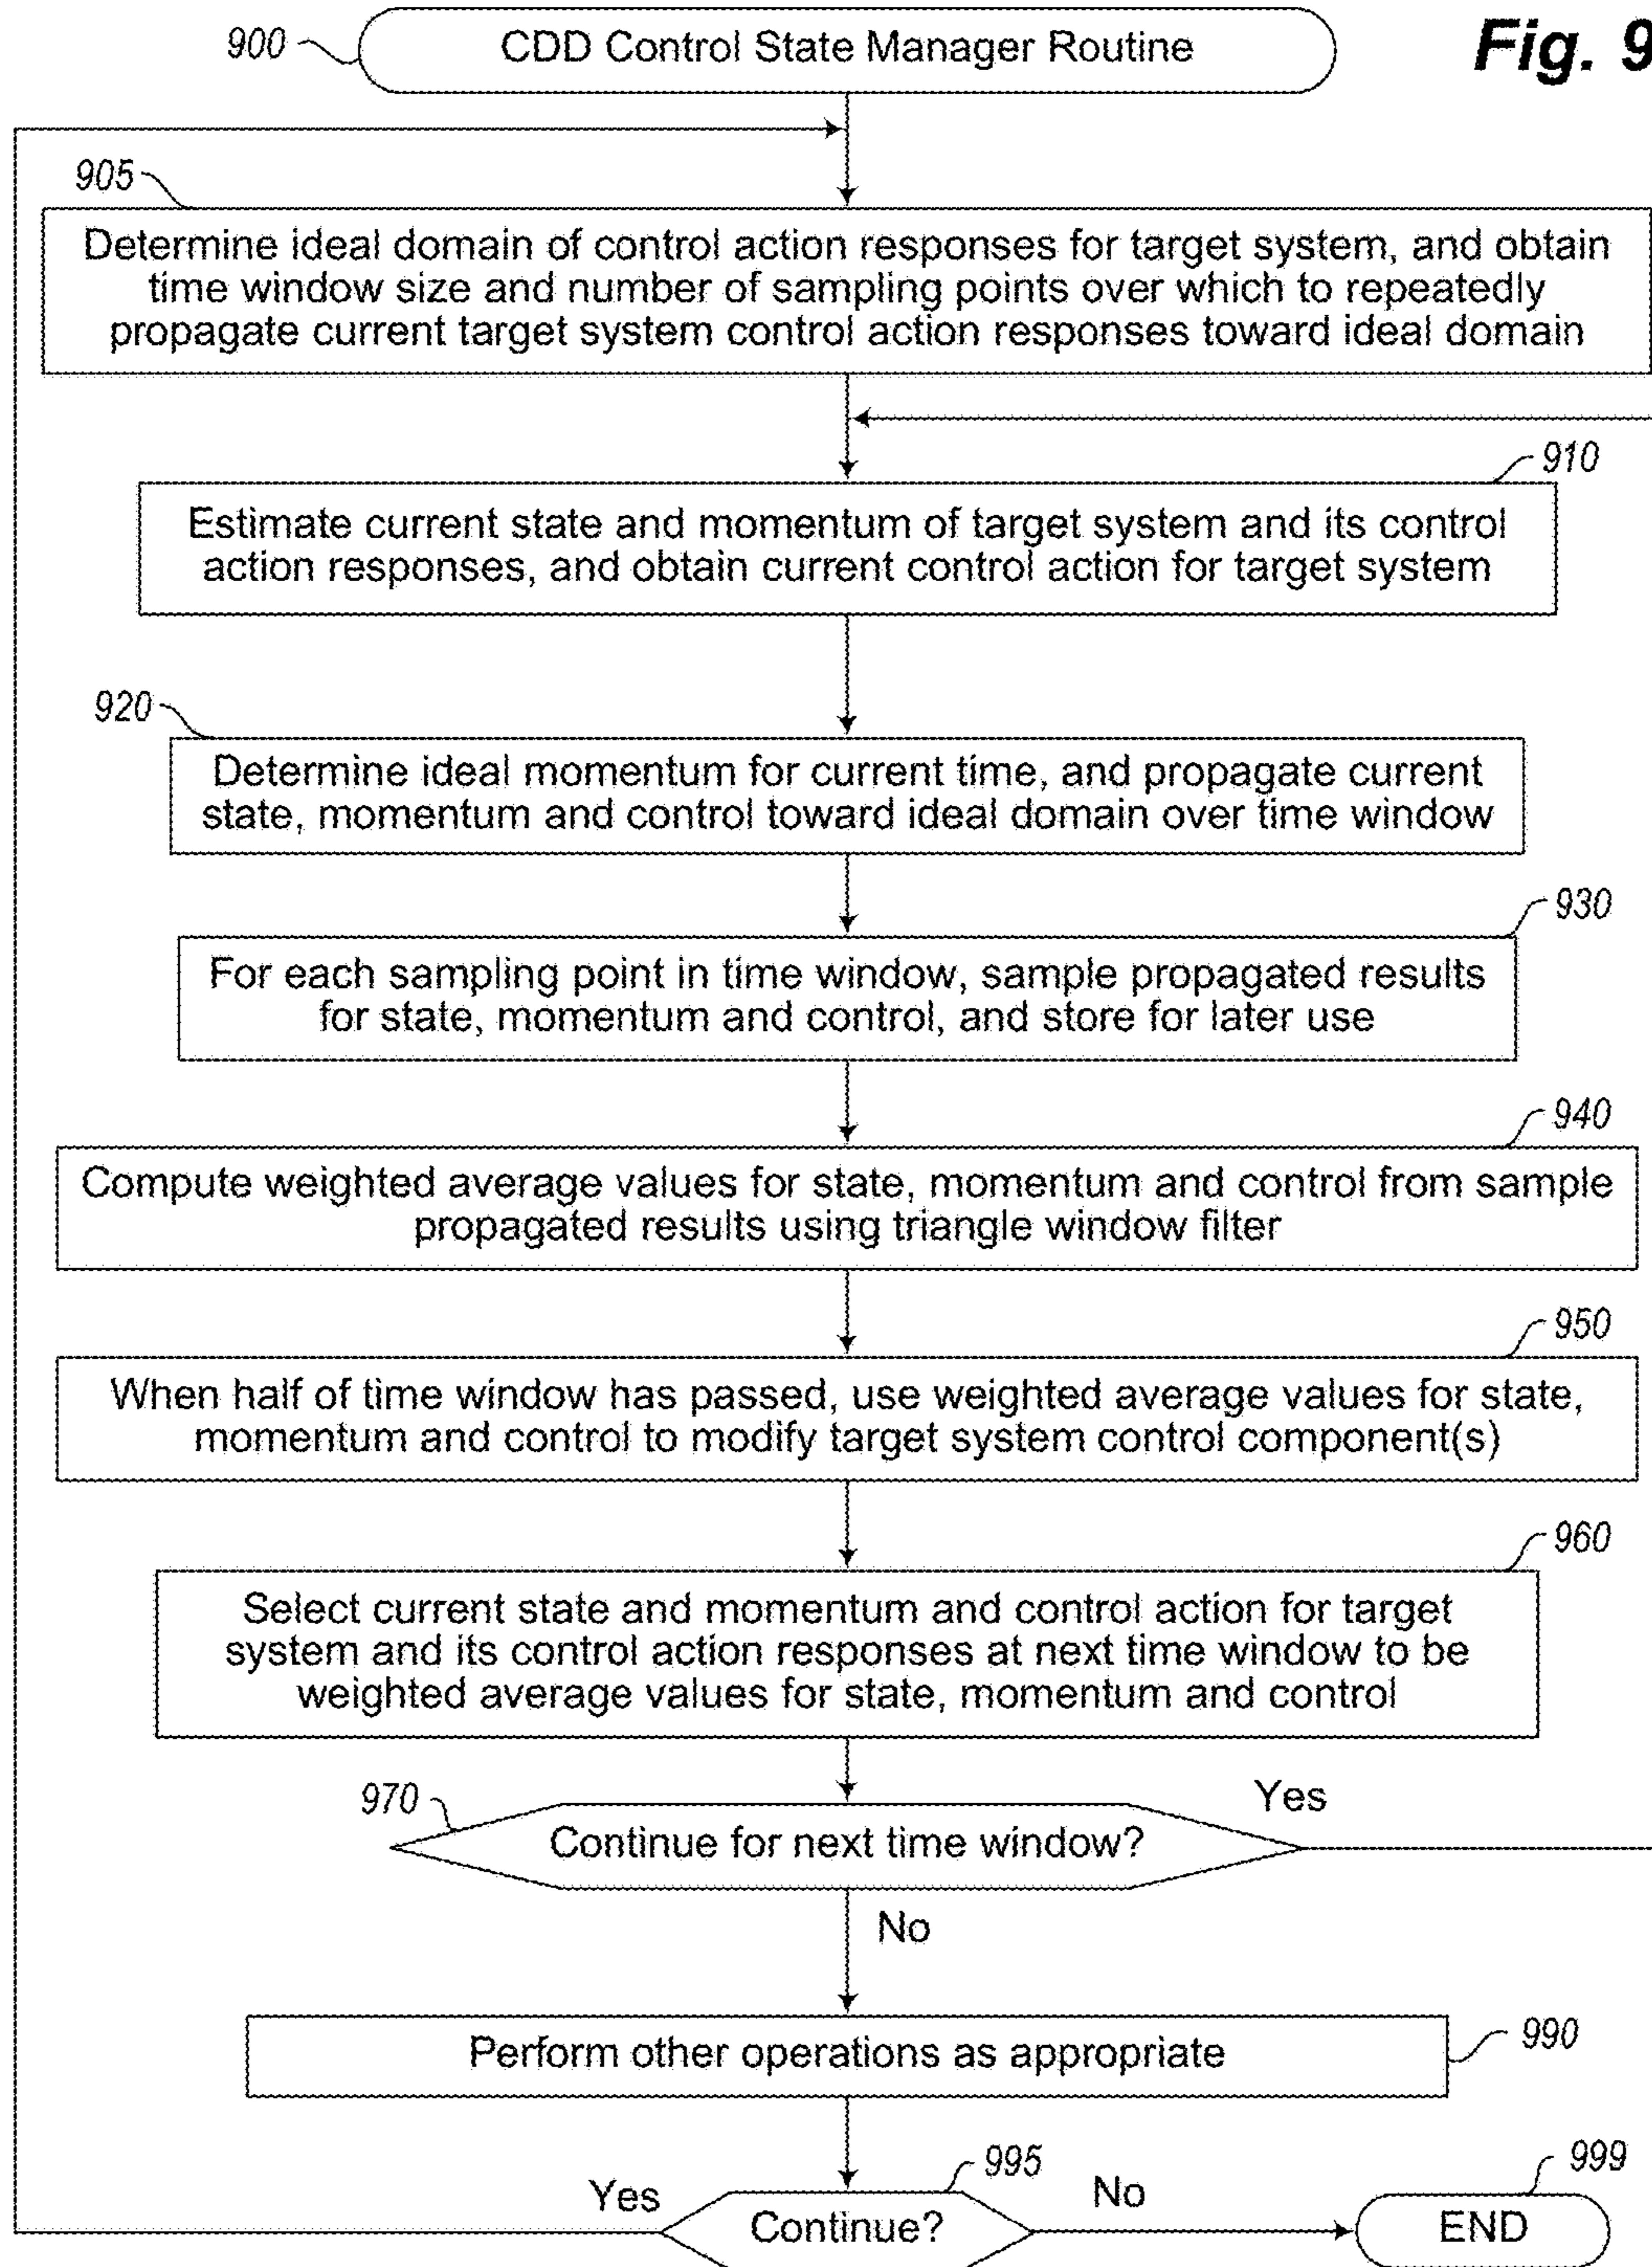 900
CDD Control State Manager Routine
Fig. 9
905
Determine ideal domain of control action responses for target system, and obtain
time window size and number of sampling points over which to repeatedly
propagate current target system control action responses toward ideal domain
910
Estimate current state and momentum of target system and its control
action responses, and obtain current control action for target system
920
Determine ideal momentum for current time, and propagate current
state, momentum and control toward ideal domain over time window
930
For each sampling point in time window, sample propagated results
for state, momentum and control, and store for later use
940
Compute weighted average values for state, momentum and control from sample
propagated results using triangle window filter
950
When half of time window has passed, use weighted average values for state,
momentum and control to modify target system control component(s)
960
Select current state and momentum and control action for target
system and its control action responses at next time window to be
weighted average values for state, momentum and control
970
Yes
Continue for next time window?
No
Perform other operations as appropriate
990
995
999
Yes
No
Continue?
END